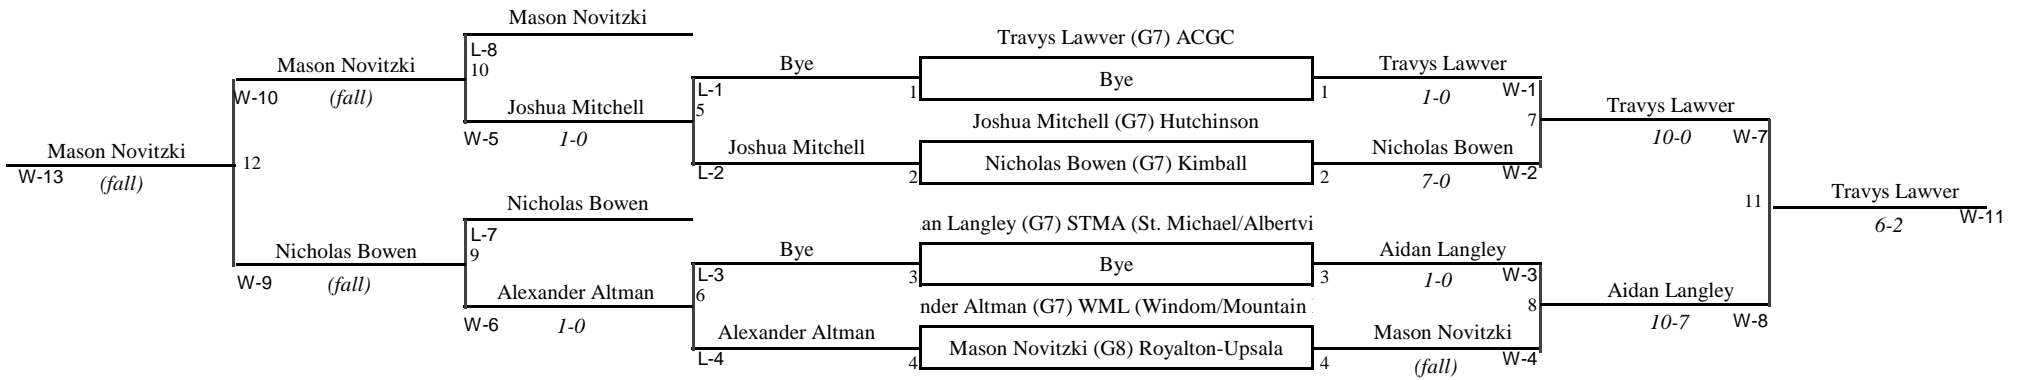 Mason Novitzki
L-8
10
Travys Lawver (G7) ACGC
Mason Novitzki
W-10
(fall)
Bye
L-1
1
Bye
1
Travys Lawver
1-0
W-1
Joshua Mitchell
W-5
1-0
5
Joshua Mitchell (G7) Hutchinson
7
Travys Lawver
10-0
W-7
Mason Novitzki
W-13
(fall)
12
Joshua Mitchell
L-2
2
Nicholas Bowen (G7) Kimball
2
Nicholas Bowen
7-0
W-2
Nicholas Bowen
L-7
9
11
Travys Lawver
6-2
W-11
an Langley (G7) STMA (St. Michael/Albertvi
Nicholas Bowen
W-9
(fall)
Bye
L-3
3
Bye
3
Aidan Langley
1-0
W-3
Alexander Altman
W-6
1-0
6
nder Altman (G7) WML (Windom/Mountain
8
Aidan Langley
10-7
W-8
Alexander Altman
L-4
4
Mason Novitzki (G8) Royalton-Upsala
4
Mason Novitzki
(fall)
W-4